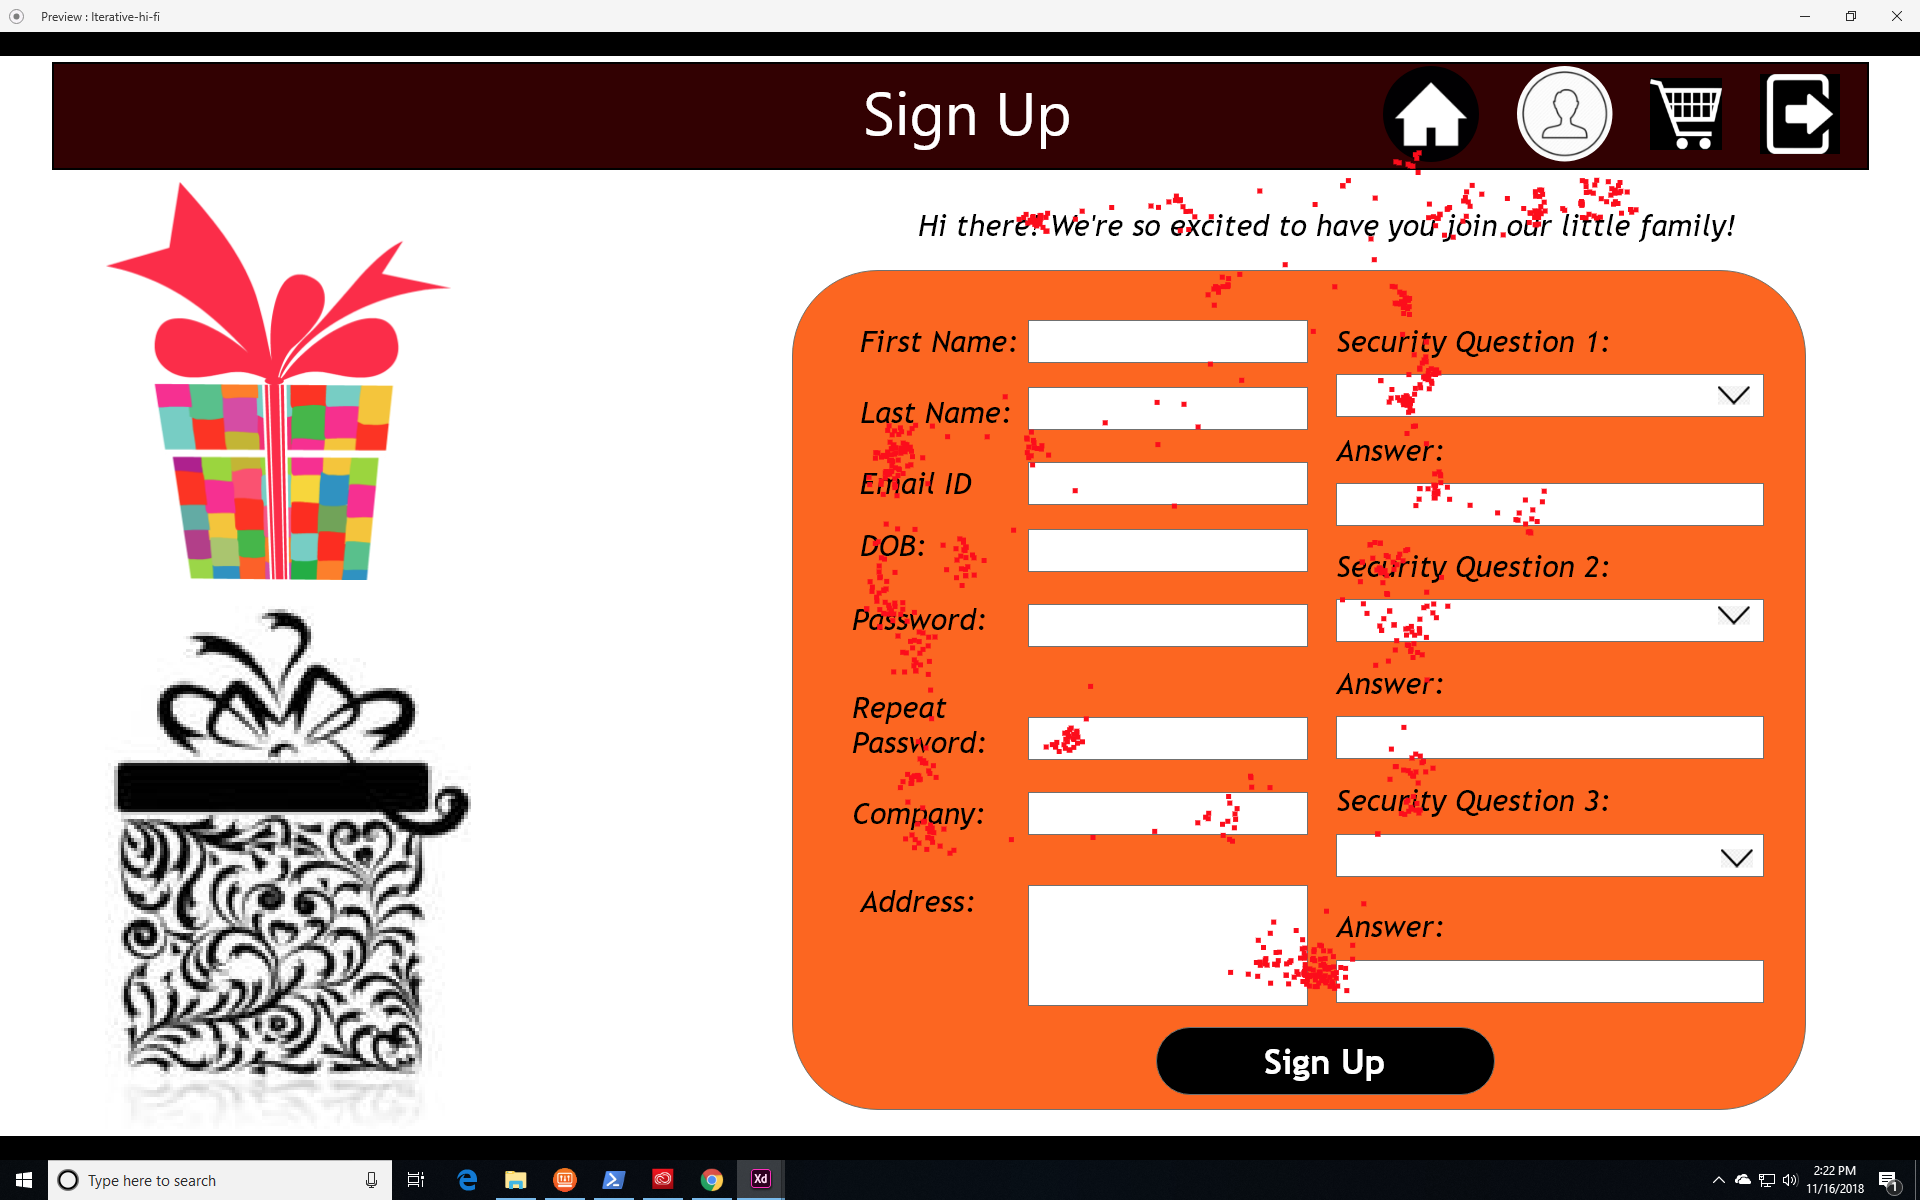 Preview : Iterative-hi-fi
Sign Up
Hi there! We're so excited to have you join our little family!
First Name:
Last Name:
Email ID
DOB:
Password:
Repeat
Password:
Company:
Address:
Security Question 1:
Answer:
Security Question 2:
Answer:
Security Question 3:
Answer:
Sign Up
Type here to search
Xd
2:22 PM
11/16/2018
1